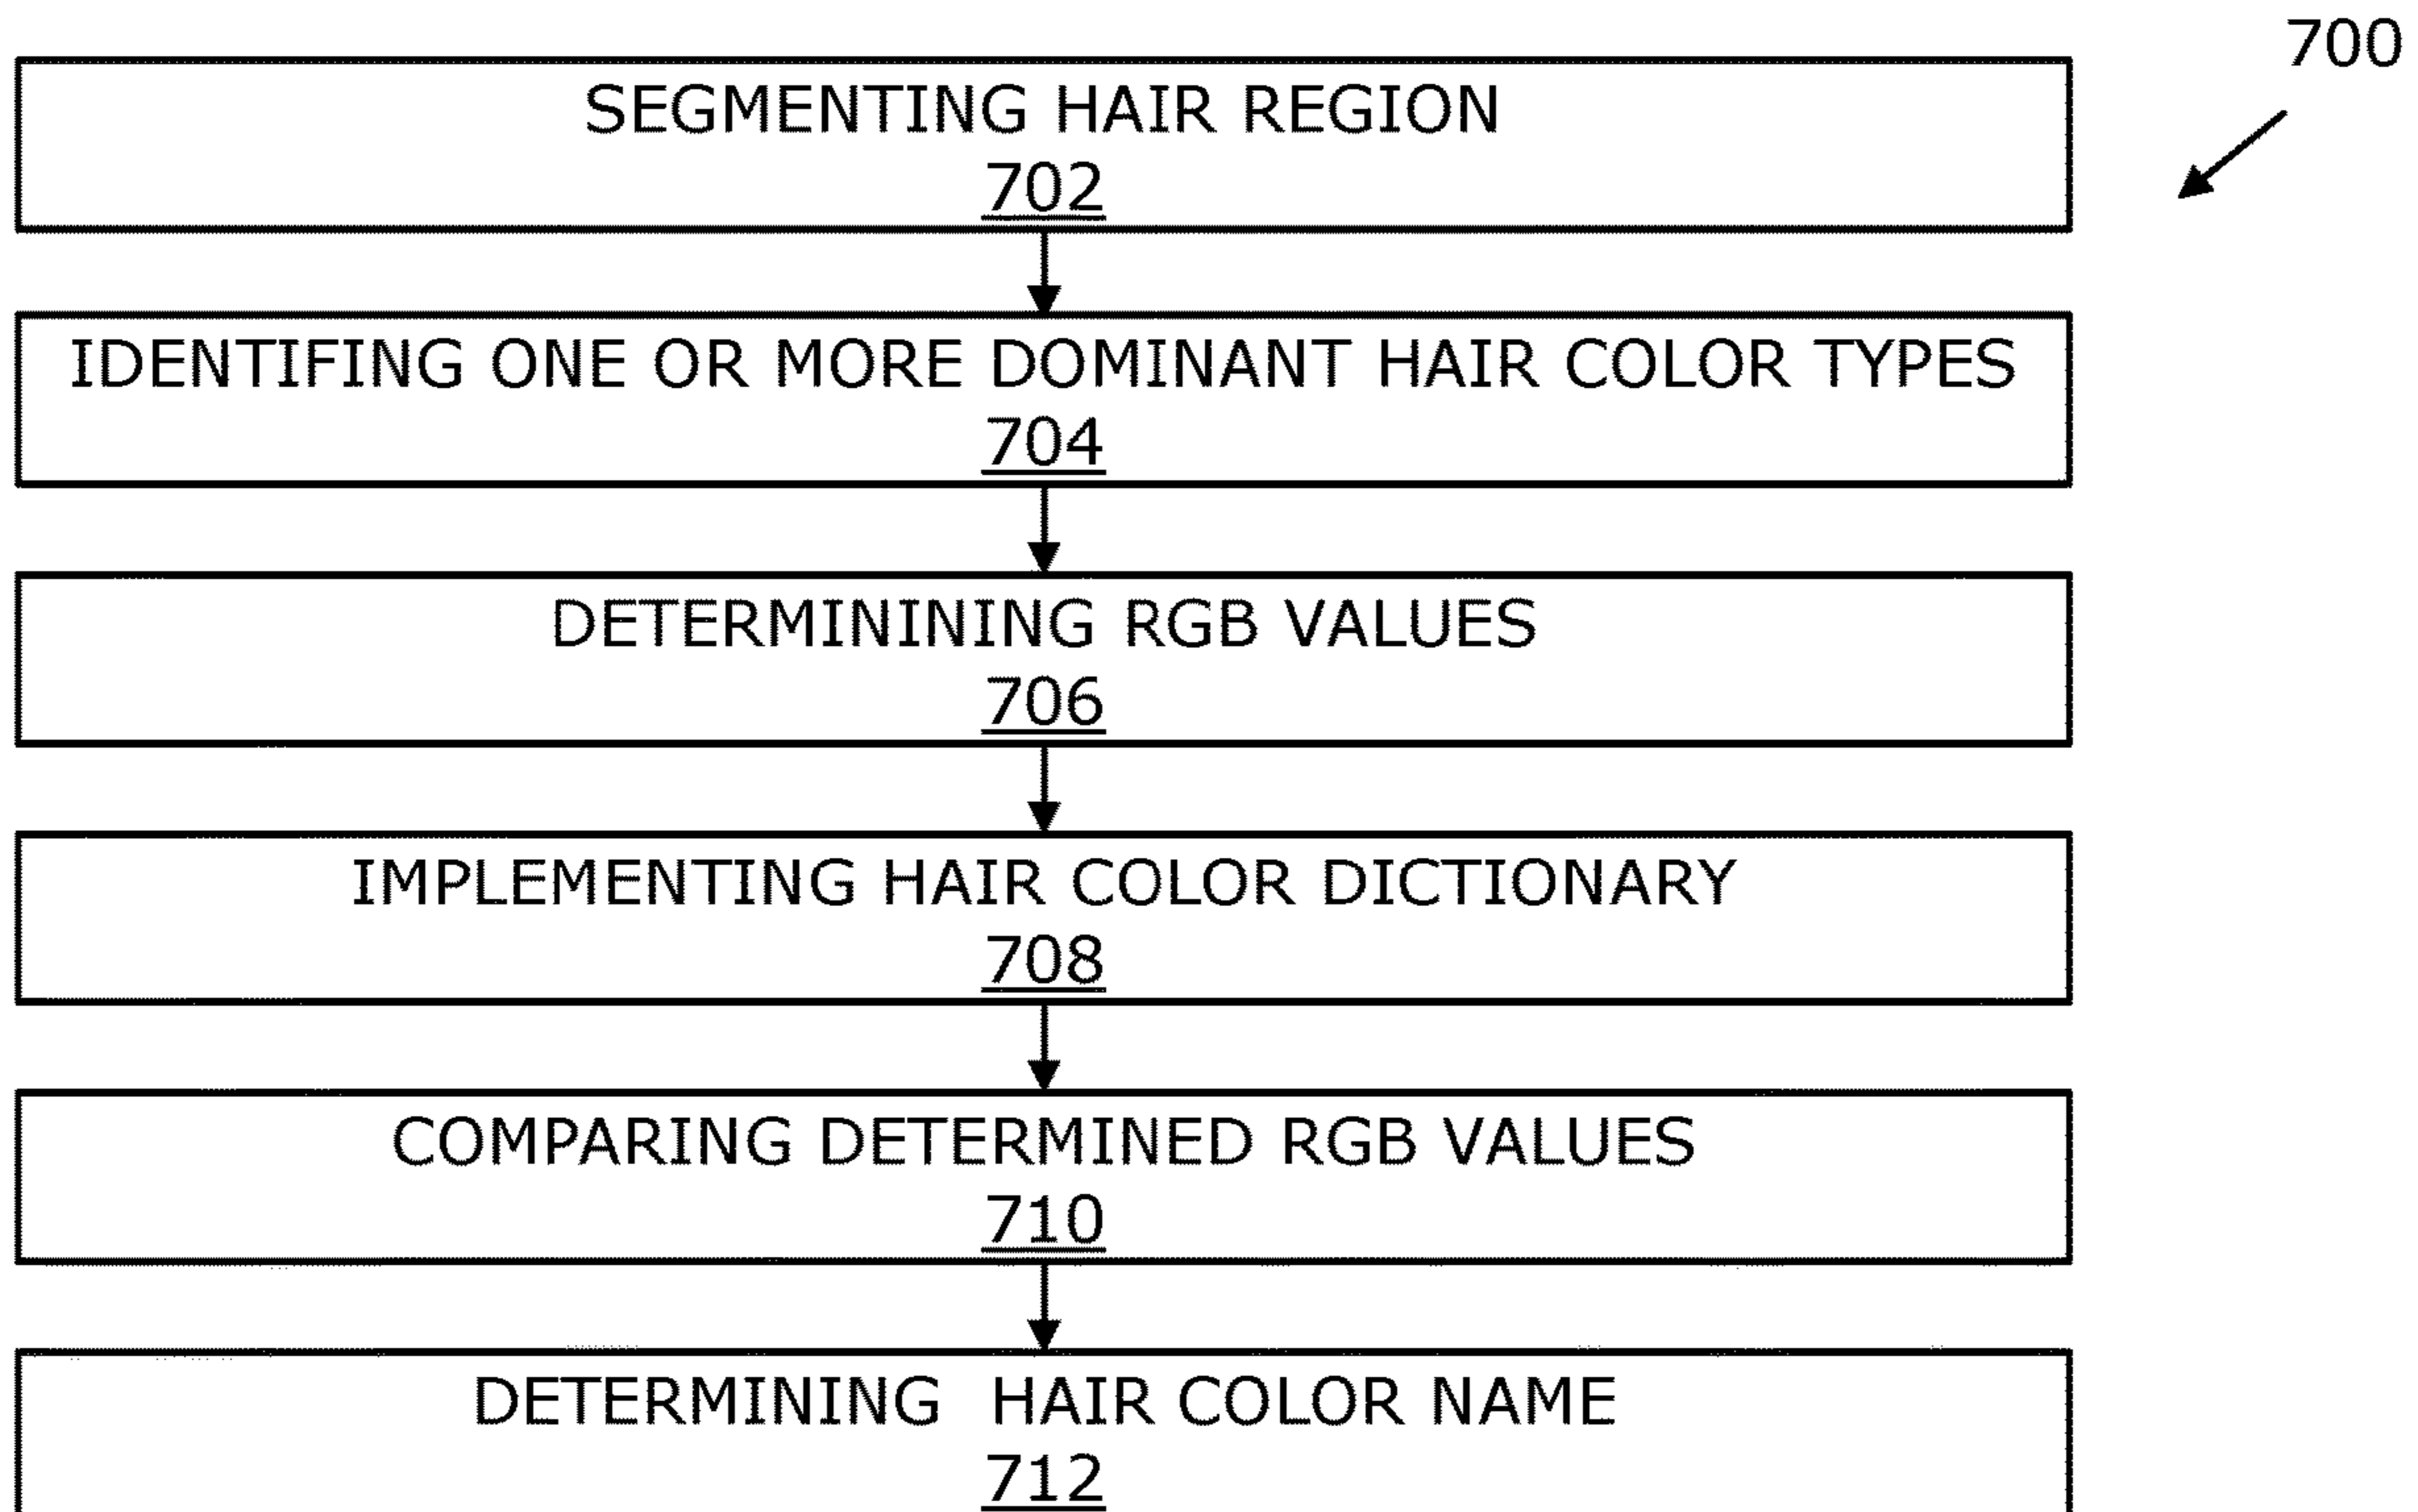 700
SEGMENTING HAIR REGION
702
IDENTIFING ONE OR MORE DOMINANT HAIR COLOR TYPES
704
DETERMININING RGB VALUES
706
IMPLEMENTING HAIR COLOR DICTIONARY
708
COMPARING DETERMINED RGB VALUES
710
DETERMINING HAIR COLOR NAME
712